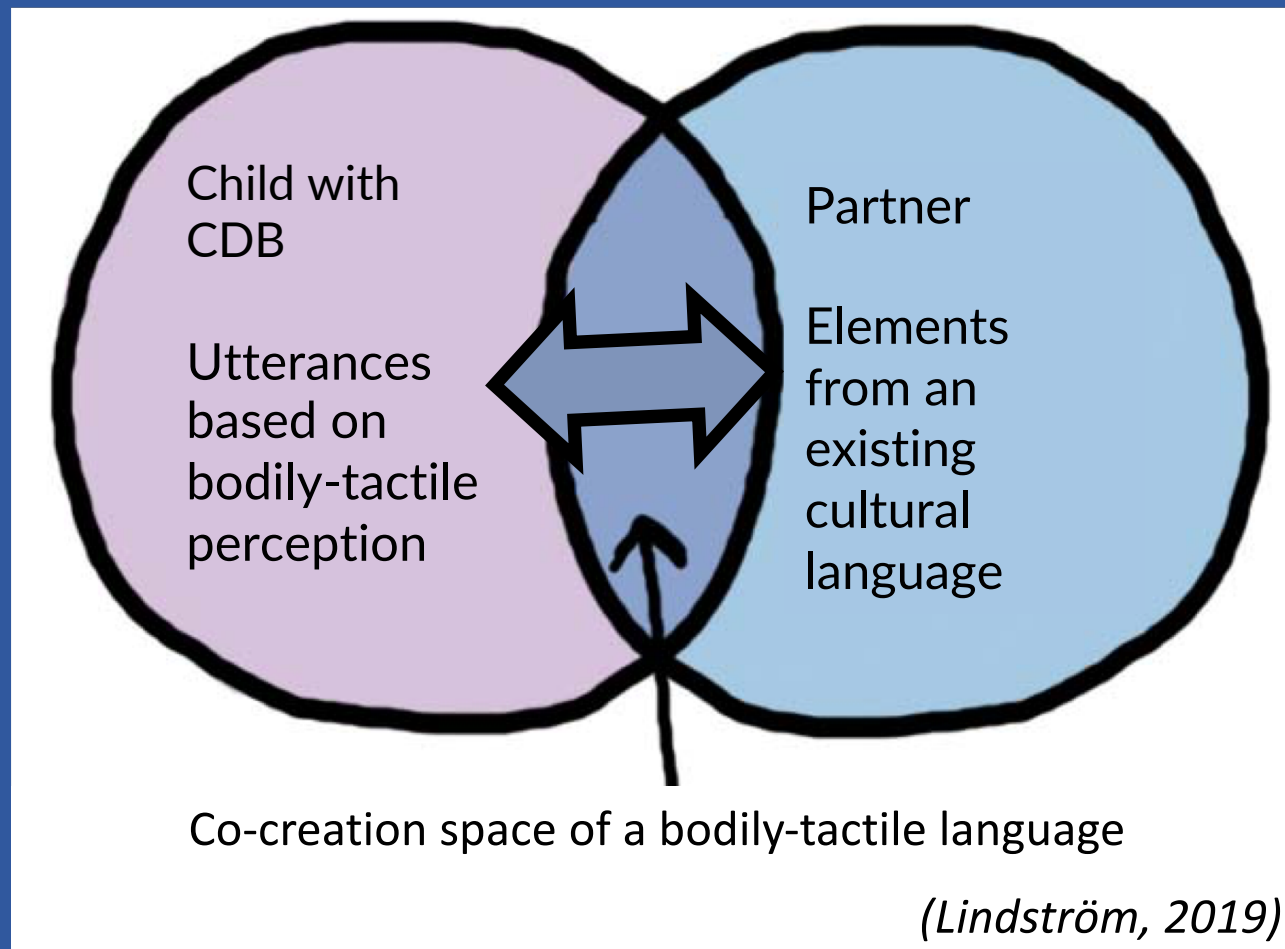 Child with
CDB
Utterances
based on
bodily-tactile
perception
Partner
Elements
from an
existing
cultural
language
Co-creation space of a bodily-tactile language
(Lindström, 2019)